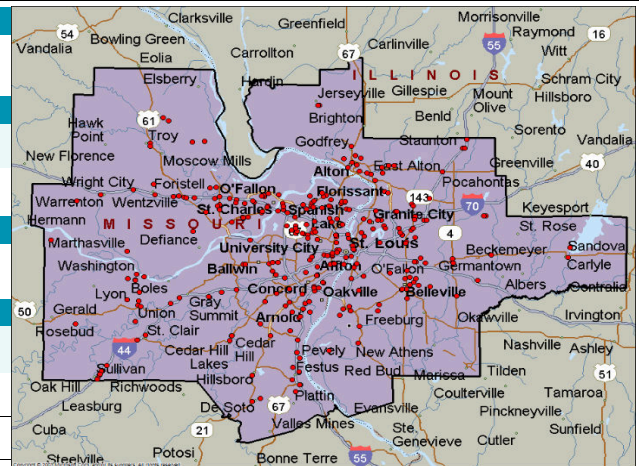 Clarksville
Morrisonville
54
Greenfield
Raymond
16
Bowling Green
Carlinville
55
Witt
Vandalia
Eolia
Carrollton
67
ILLINOIS
Schram City
Elsberry
Hardin
Jerseyville
Gillespie
Mount
Olive
Hillsboro
Brighton
Benld
Hawk
Point
61
Troy
Sorento
Godfrey
Staunton
Vandalia
New Florence
Moscow Mills
Alton
East Alton
Greenville
40
Wright City
Foristell
O'Fallon
Florissant
Pocahontas
Warrenton
Wentzville
St. Charles
Spanish
Lake
143
70
Keyesport
Hermann
MISSOURI
Granite City
St. Rose
Marthasville
Defiance
University City
St. Louis
4
Beckemeyer
Sandova
Washington
Ballwin
Afton
O'Fallon
Germantown
Carlyle
Lyon
Boles
Concord
Oakville
Belleville
Albers
Centralia
50
Gerald
Union
Gray
Summit
Arnold
Freeburg
Okawville
Irvington
Rosebud
St. Clair
44
Cedar Hill
Lakes
Cedar
Hill
Pevely
New Athens
Nashville
Ashley
Sullivan
Festus
Red Bud
Marissa
Tilden
51
Oak Hill
Richwoods
Hillsboro
Plattin
Coulterville
Tamaroa
Leasburg
De Soto
67
Evansville
Pinckneyville
Cuba
21
Valles Mines
Ste.
Genevieve
Cutler
Sunfield
Steelville
Potosi
Bonne Terre
55